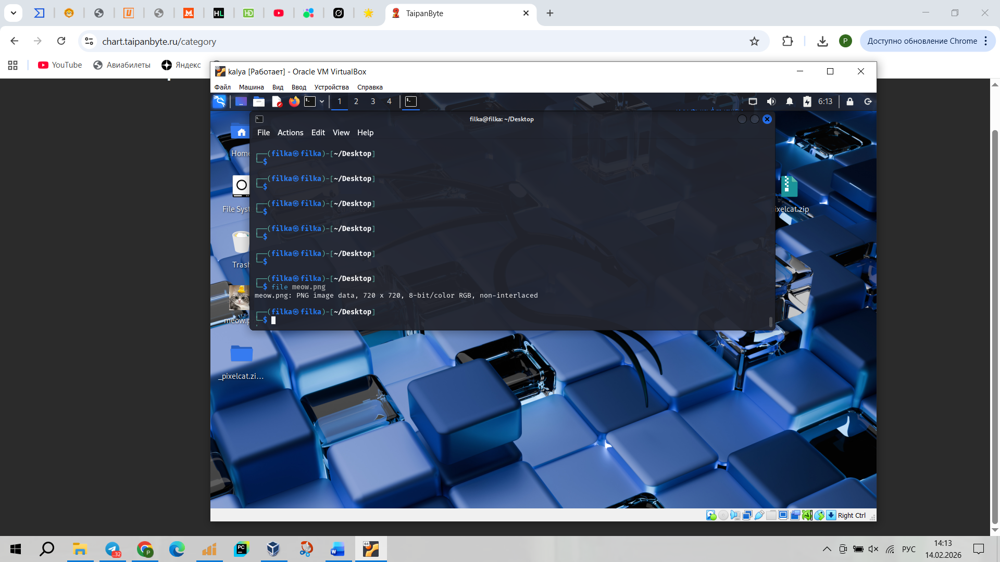 TaipanByte
chart.taipanbyte.ru/category
P
Доступно обновление Chrome
YouTube
Авиабилеты
Яндекс
kalya [Работает] - Oracle VM VirtualBox
Файл Машина Вид Ввод Устройства Справка
1 2 3 4
6:13
filka@filka: ~/Desktop
File Actions Edit View Help
Home
File Syst
Trash
meow.p
_pixelcat.zi...
ixelcat.zip
┌──(filka㉿filka)-[~/Desktop]
└─$
┌──(filka㉿filka)-[~/Desktop]
└─$
┌──(filka㉿filka)-[~/Desktop]
└─$
┌──(filka㉿filka)-[~/Desktop]
└─$
┌──(filka㉿filka)-[~/Desktop]
└─$
┌──(filka㉿filka)-[~/Desktop]
└─$ file meow.png
meow.png: PNG image data, 720 x 720, 8-bit/color RGB, non-interlaced
┌──(filka㉿filka)-[~/Desktop]
└─$
Right Ctrl
..32
P
PC
W
64
РУС
14:13
14.02.2026